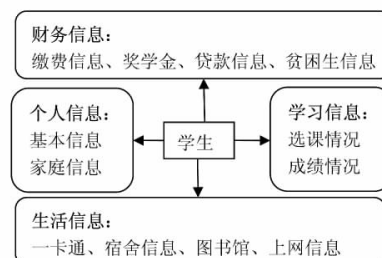 财务信息：
缴费信息、奖学金、贷款信息、贫困生信息
个人信息：
基本信息
家庭信息
学生
学习信息：
选课情况
成绩情况
生活信息：
一卡通、宿舍信息、图书馆、上网信息